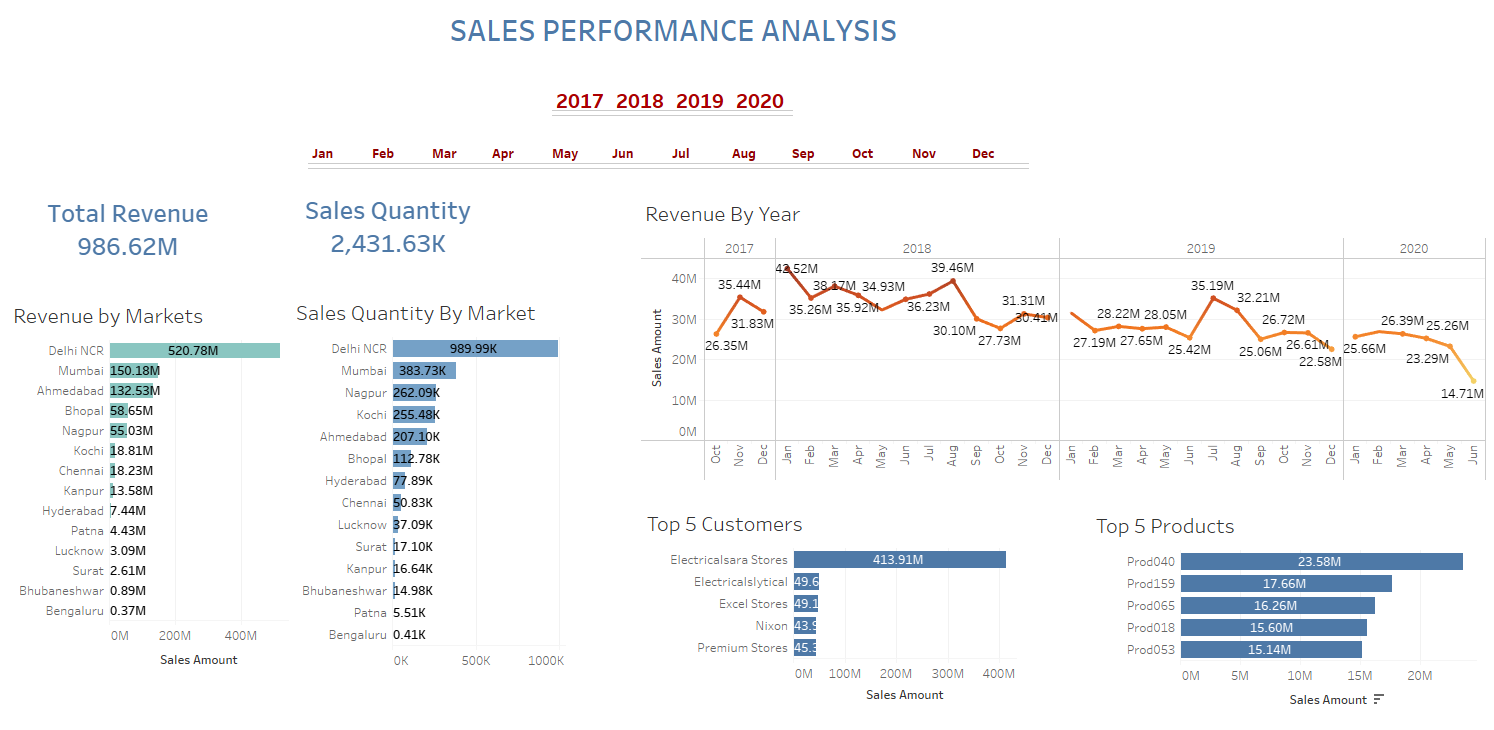 SALES PERFORMANCE ANALYSIS
2017 2018 2019 2020
Jan Feb Mar Apr May Jun Jul Aug Sep Oct Nov Dec
Total Revenue
986.62M
Sales Quantity
2,431.63K
Revenue by Markets
Delhi NCR 520.78M
Mumbai 150.18M
Ahmedabad 132.53M
Bhopal 58.65M
Nagpur 55.03M
Kochi 18.81M
Chennai 18.23M
Kanpur 13.58M
Hyderabad 7.44M
Patna 4.43M
Lucknow 3.09M
Surat 2.61M
Bhubaneshwar 0.89M
Bengaluru 0.37M
0M 200M 400M
Sales Amount
Sales Quantity By Market
Delhi NCR 989.99K
Mumbai 383.73K
Nagpur 262.09K
Kochi 255.48K
Ahmedabad 207.10K
Bhopal 112.78K
Hyderabad 77.89K
Chennai 50.83K
Lucknow 37.09K
Surat 17.10K
Kanpur 16.64K
Bhubaneshwar 14.98K
Patna 5.51K
Bengaluru 0.41K
0K 500K 1000K
Revenue By Year
2017 2018 2019 2020
Sales Amount
40M
30M
20M
10M
0M
26.35M 35.44M 31.83M
42.52M 35.26M 38.17M 35.92M 34.93M 36.23M 39.46M 30.10M 27.73M 31.31M 30.41M
27.19M 28.22M 27.65M 28.05M 25.42M 35.19M 32.21M 25.06M 26.72M 26.61M 22.58M
25.66M 26.39M 25.26M 23.29M 14.71M
Oct Nov Dec Jan Feb Mar Apr May Jun Jul Aug Sep Oct Nov Dec Jan Feb Mar Apr May Jun Jul Aug Sep Oct Nov Dec Jan Feb Mar Apr May Jun
Top 5 Customers
Electricalsara Stores 413.91M
Electricalslytical 49.6
Excel Stores 49.1
Nixon 43.9
Premium Stores 45.3
0M 100M 200M 300M 400M
Sales Amount
Top 5 Products
Prod040 23.58M
Prod159 17.66M
Prod065 16.26M
Prod018 15.60M
Prod053 15.14M
0M 5M 10M 15M 20M
Sales Amount